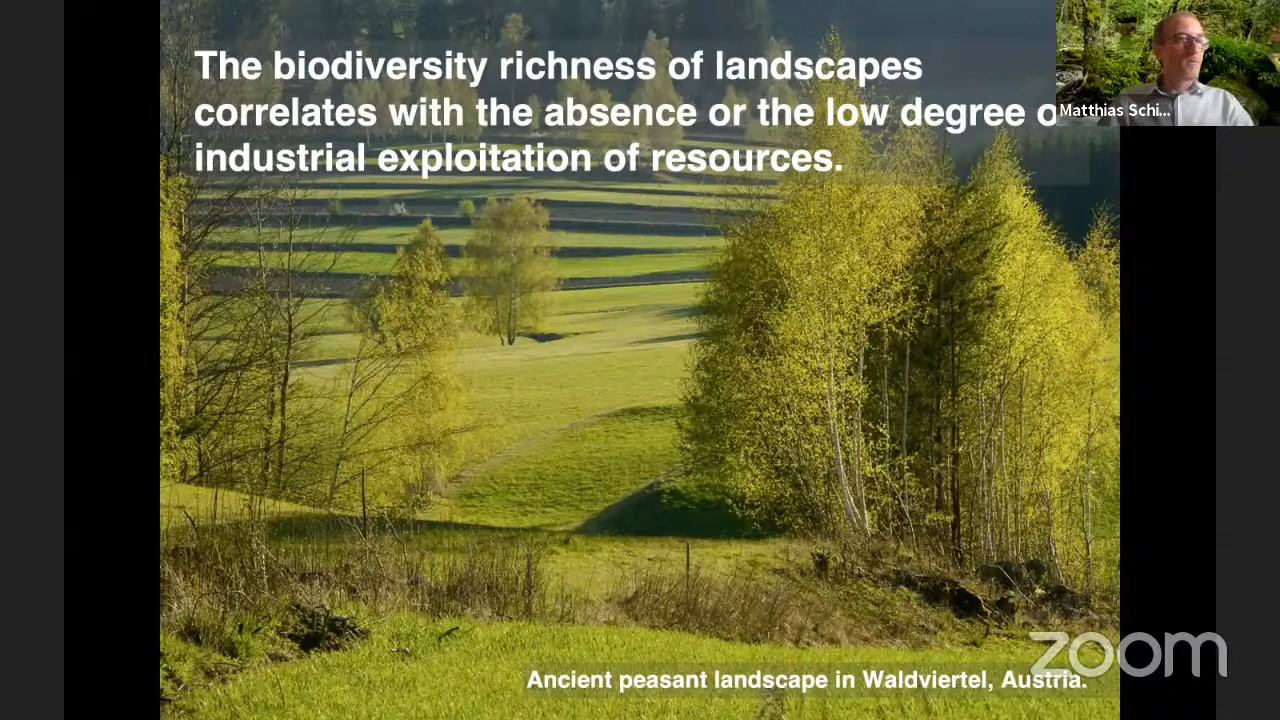 The biodiversity richness of landscapes
correlates with the absence or the low degree o
industrial exploitation of resources.
Matthias Schi...
Ancient peasant landscape in Waldviertel, Austria.
zoom